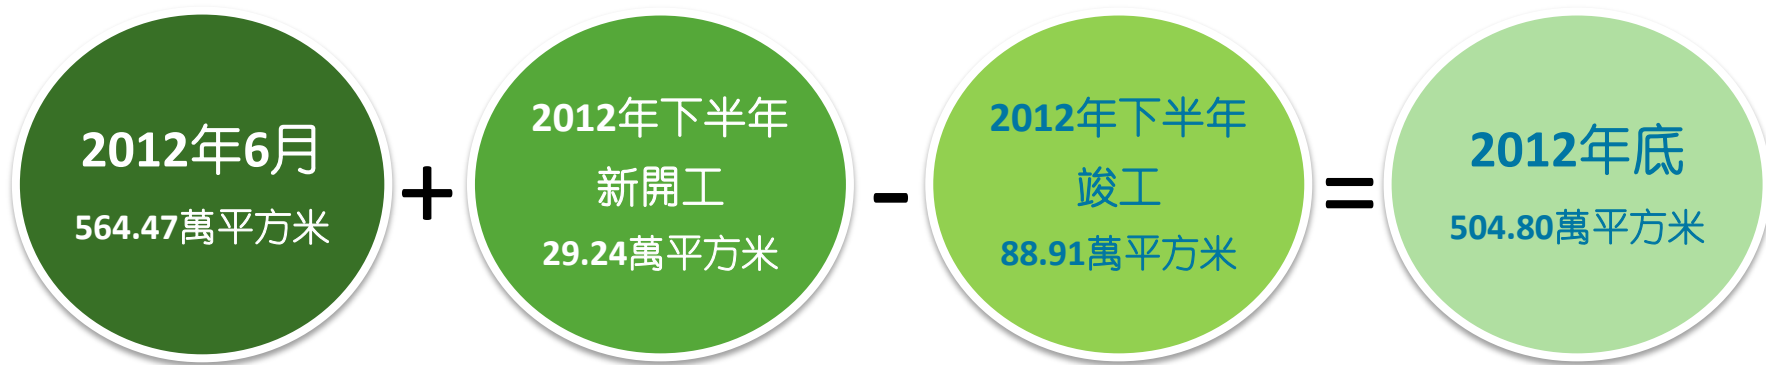 2012年6月
564.47萬平方米
+
2012年下半年
新開工
29.24萬平方米
-
2012年下半年
竣工
88.91萬平方米
=
2012年底
504.80萬平方米